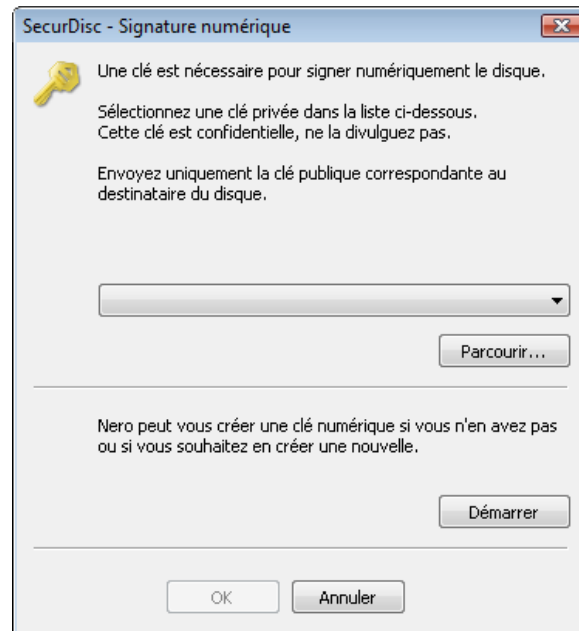 SecurDisc - Signature numérique
Une clé est nécessaire pour signer numériquement le disque.
Sélectionnez une clé privée dans la liste ci-dessous.
Cette clé est confidentielle, ne la divulguez pas.
Envoyez uniquement la clé publique correspondante au
destinataire du disque.
Parcourir...
Nero peut vous créer une clé numérique si vous n'en avez pas
ou si vous souhaitez en créer une nouvelle.
Démarrer
OK Annuler